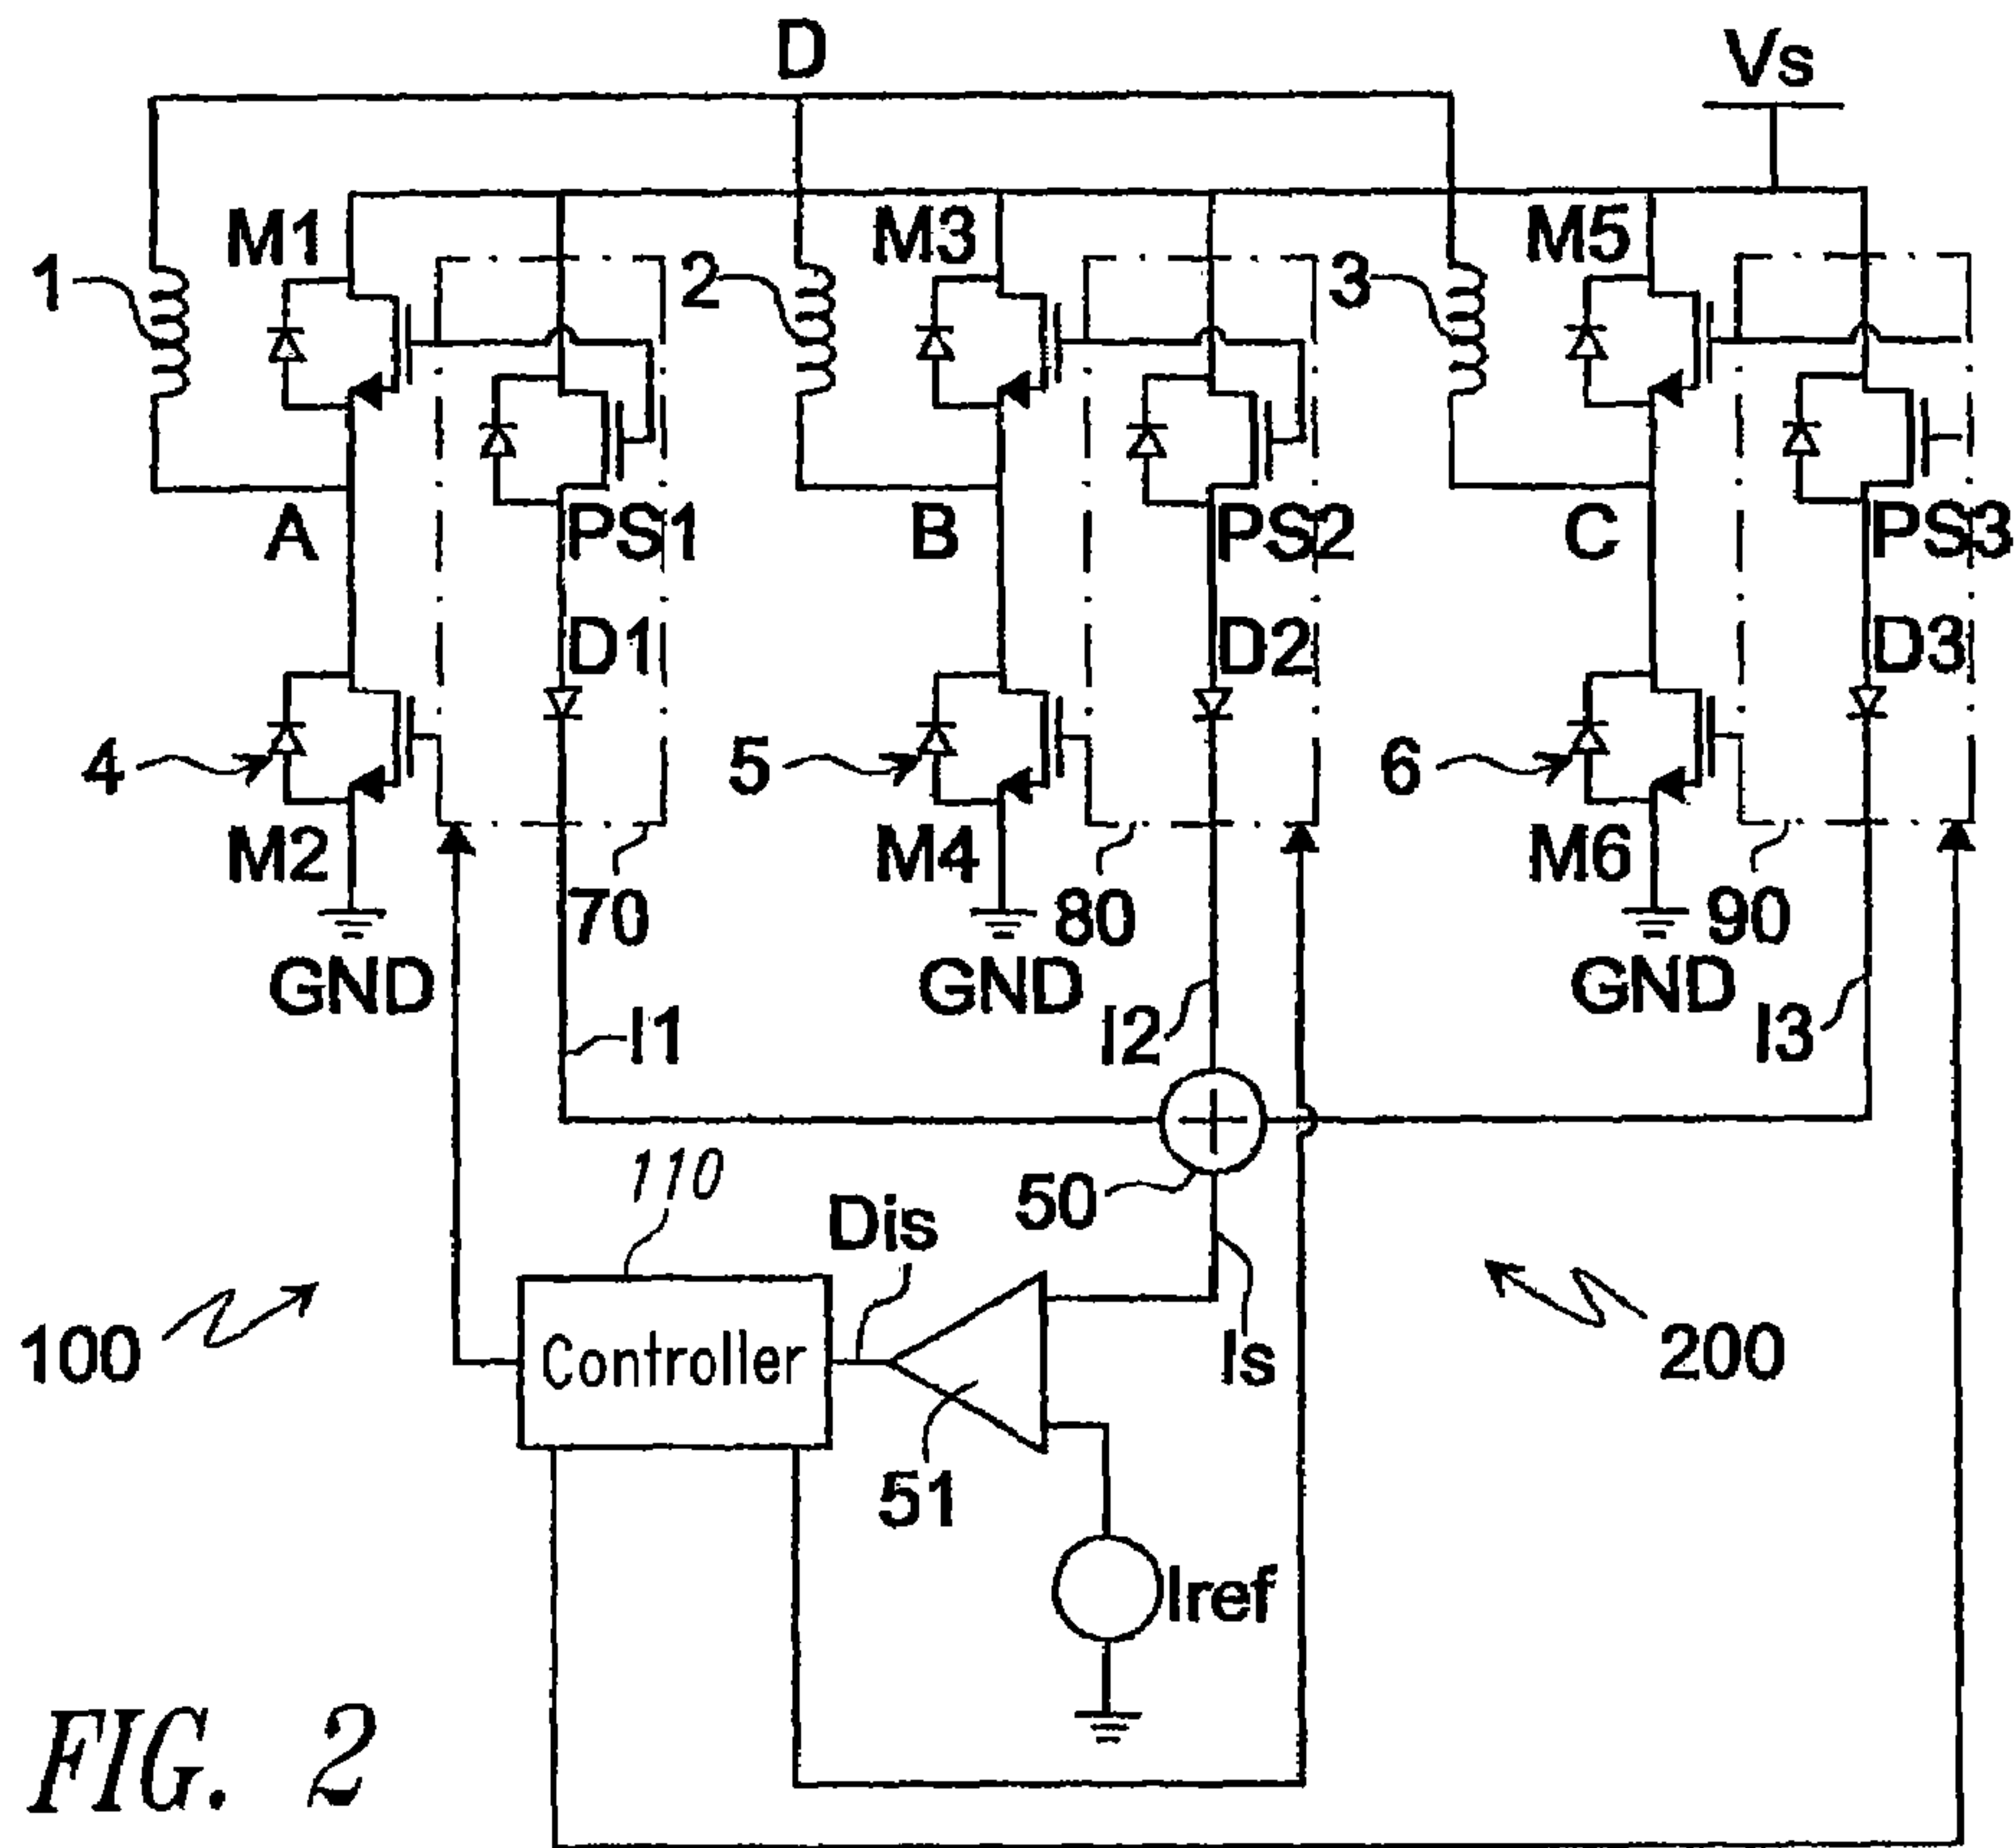 D
Vs
M1
M3
M5
1
2
3
A
PS1
B
PS2
C
PS3
D1
D2
D3
4
5
6
M2
M4
M6
70
80
90
GND
GND
GND
I1
I2
I3
110
50
Dis
100
Controller
Is
200
51
Iref
FIG. 2